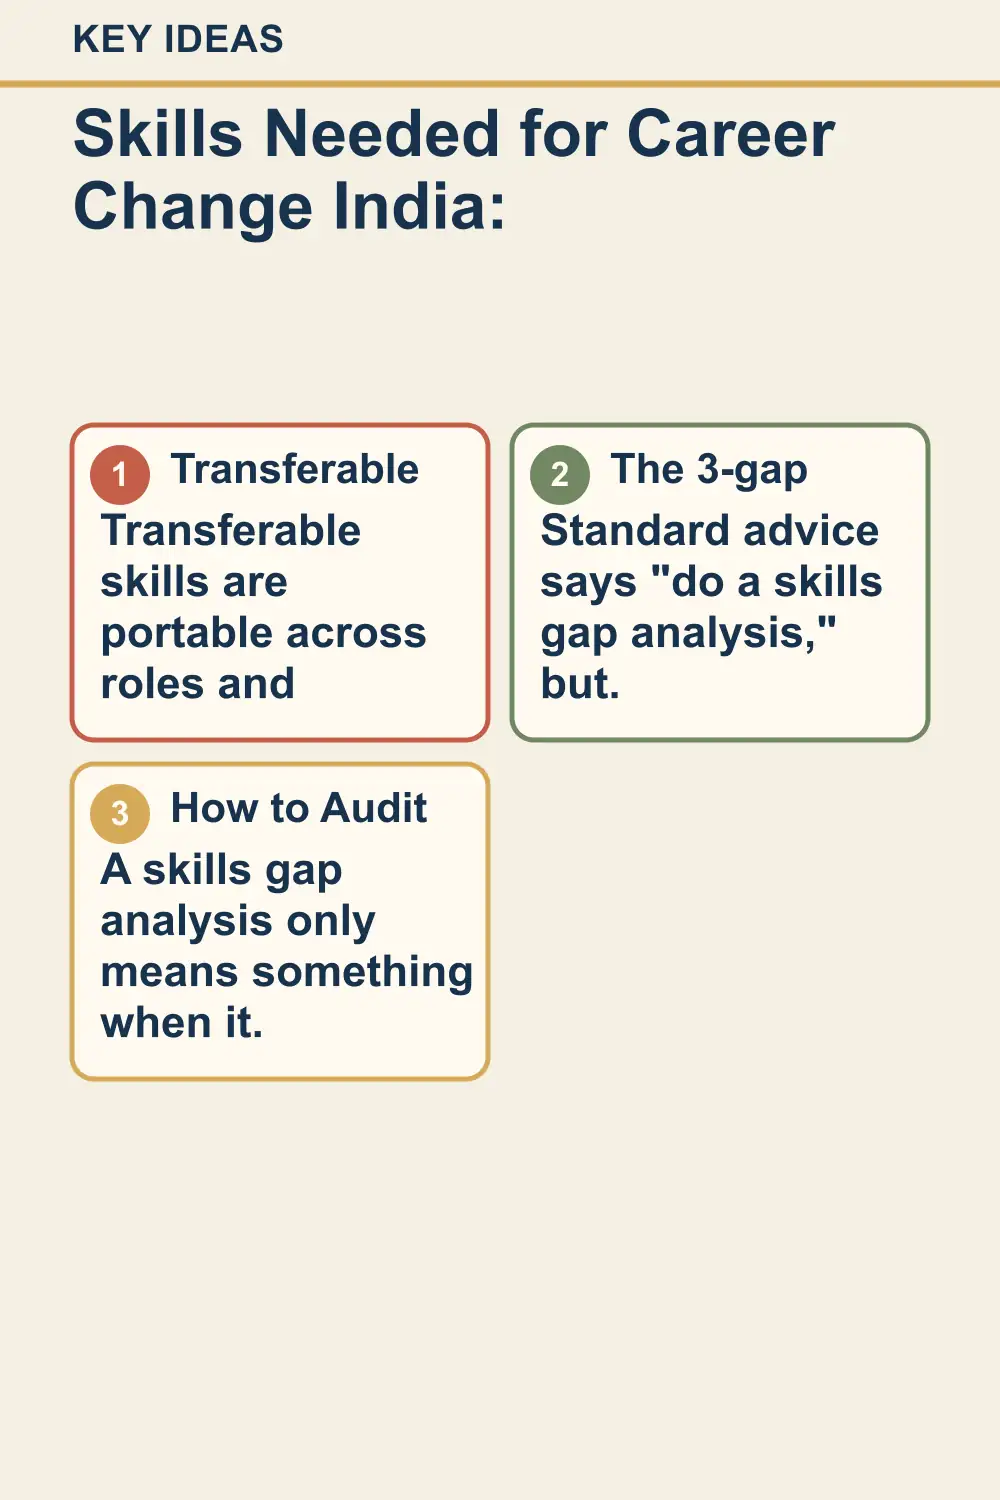 KEY IDEAS
Skills Needed for Career
Change India:
1 Transferable
Transferable
skills are
portable across
roles and
2 The 3-gap
Standard advice
says "do a skills
gap analysis,"
but.
3 How to Audit
A skills gap
analysis only
means something
when it.